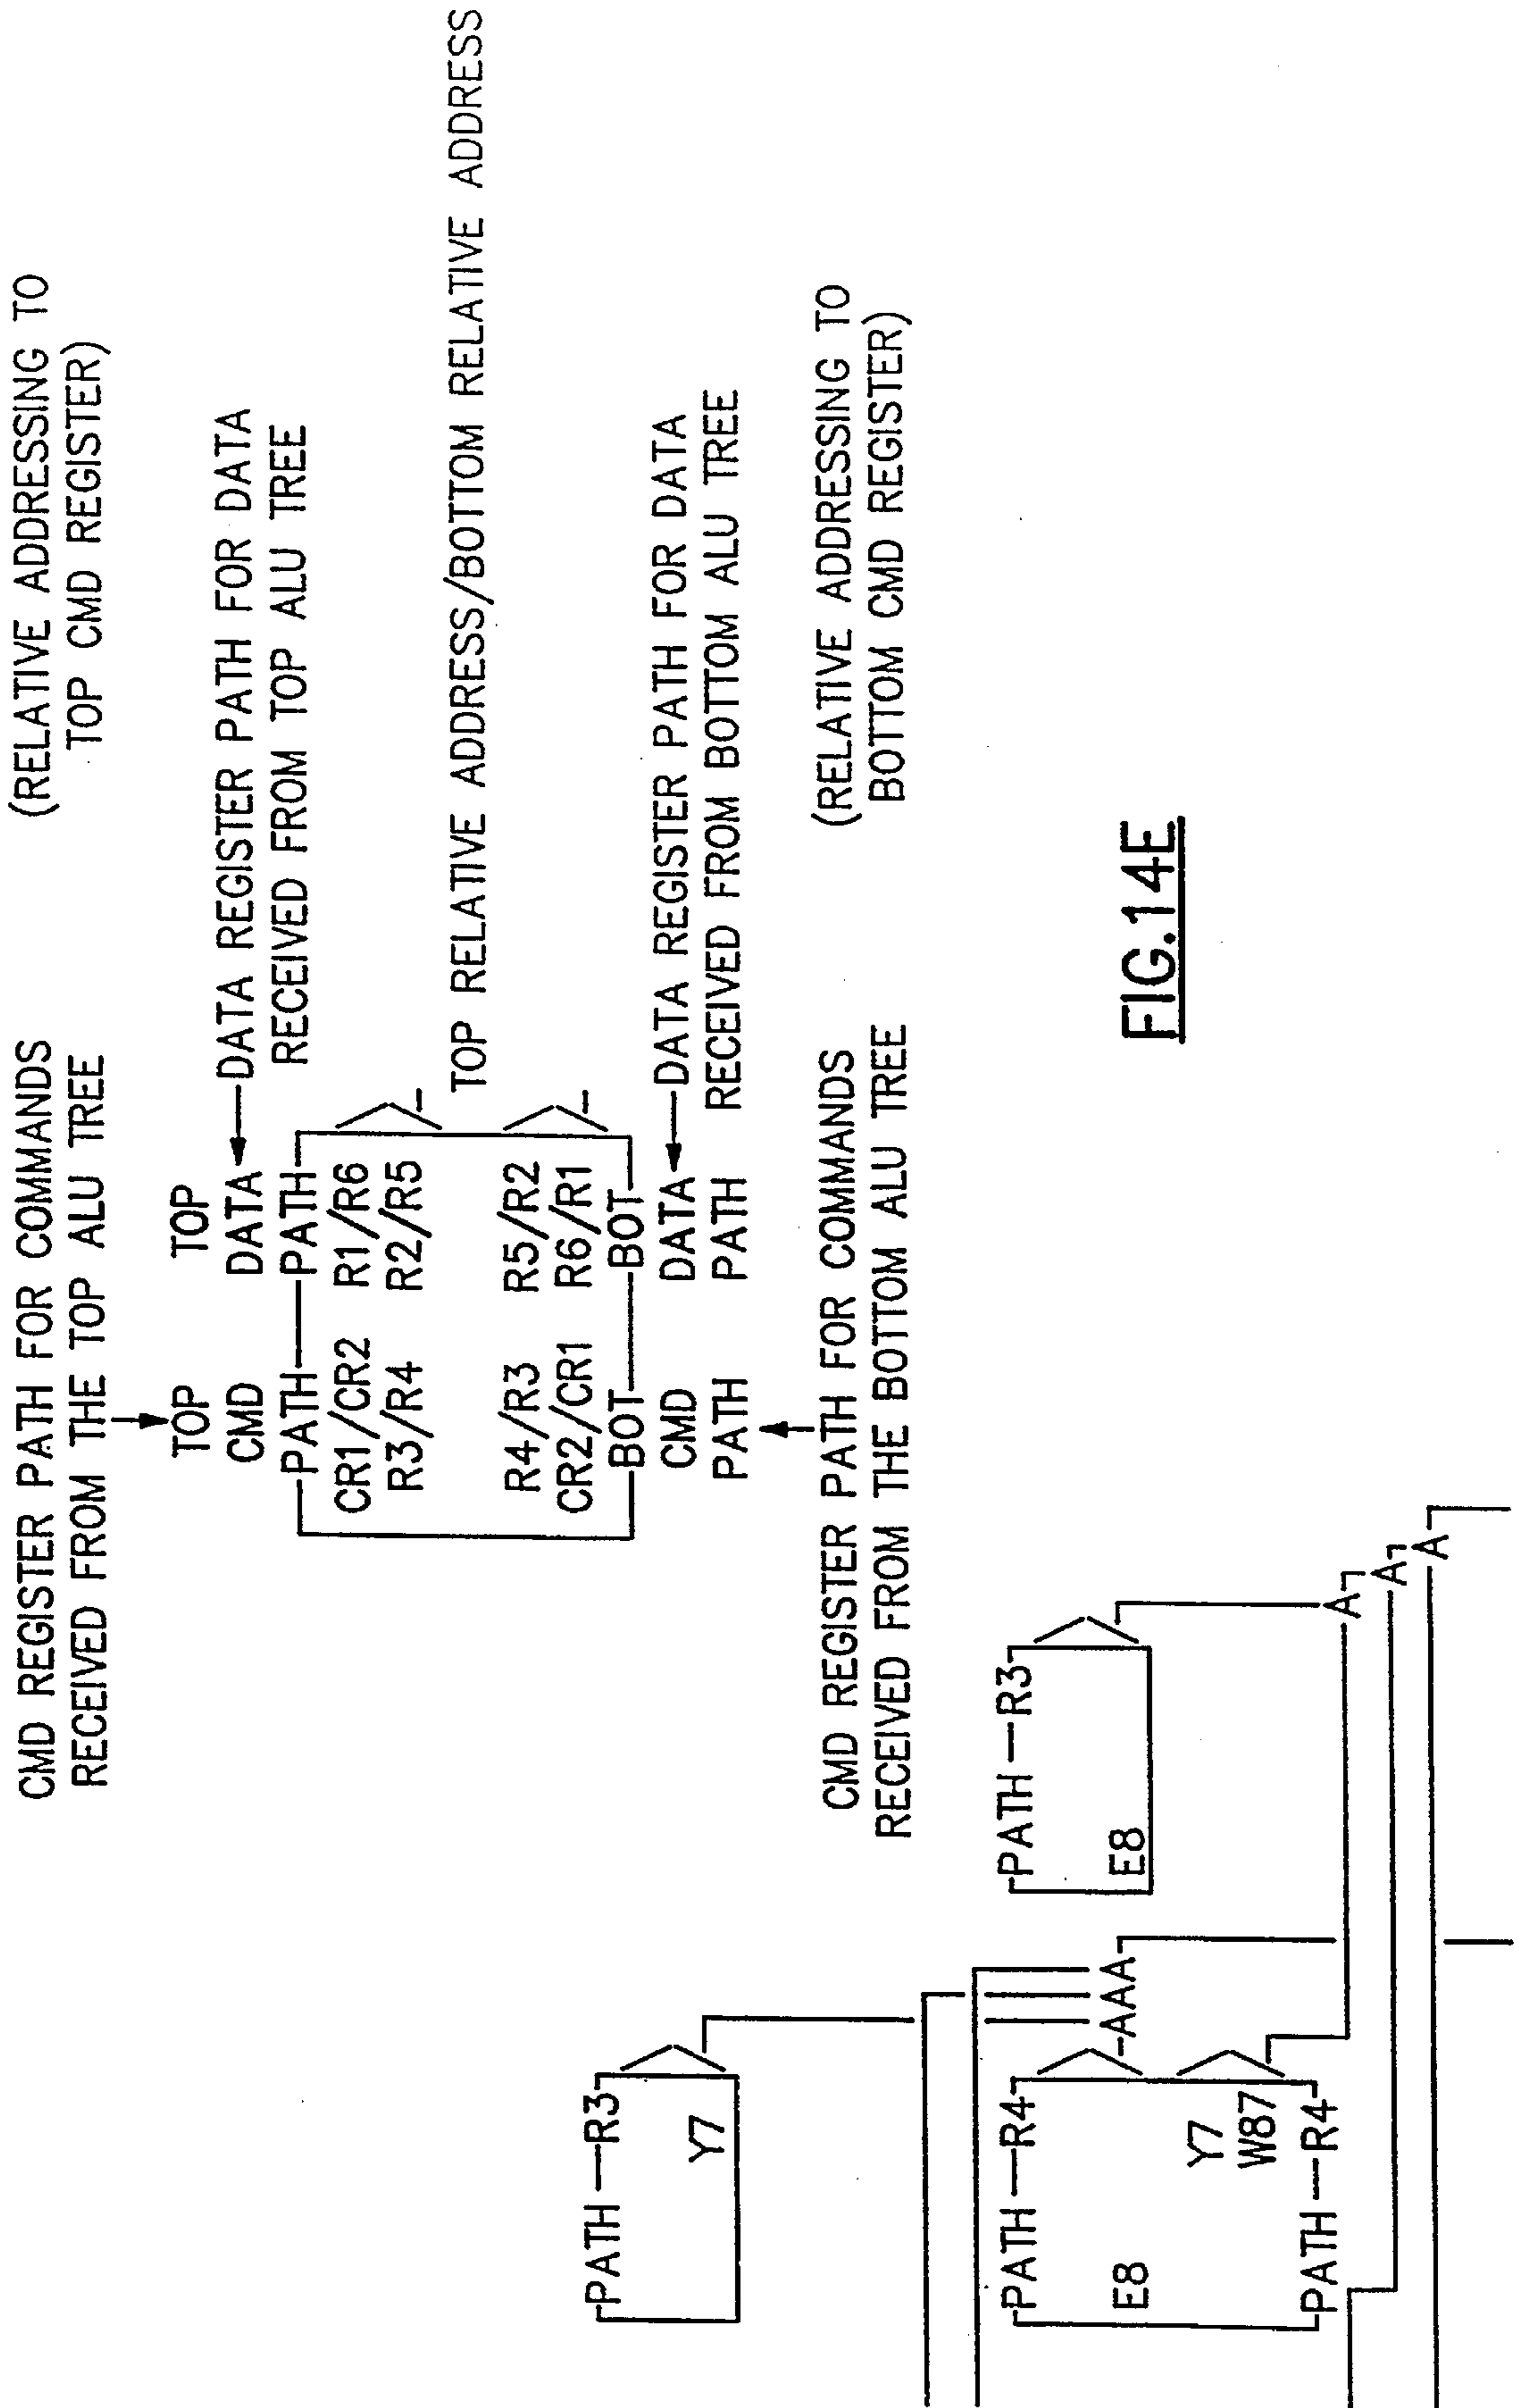 CMD REGISTER PATH FOR COMMANDS
RECEIVED FROM THE TOP ALU TREE
(RELATIVE ADDRESSING TO
TOP CMD REGISTER)
TOP TOP
CMD DATA
DATA REGISTER PATH FOR DATA
RECEIVED FROM TOP ALU TREE
PATH PATH
CR1/CR2 R1/R6
R3/R4 R2/R5
TOP RELATIVE ADDRESS/BOTTOM RELATIVE ADDRESS
R4/R3 R5/R2
CR2/CR1 R6/R1
BOT BOT
CMD DATA
PATH PATH
DATA REGISTER PATH FOR DATA
RECEIVED FROM BOTTOM ALU TREE
CMD REGISTER PATH FOR COMMANDS
RECEIVED FROM THE BOTTOM ALU TREE
(RELATIVE ADDRESSING TO
BOTTOM CMD REGISTER)
PATH—R3
Y7
PATH—R4
E8
AAA
Y7
W87
PATH—R4
PATH—R3
E8
A
A
A
FIG.14E